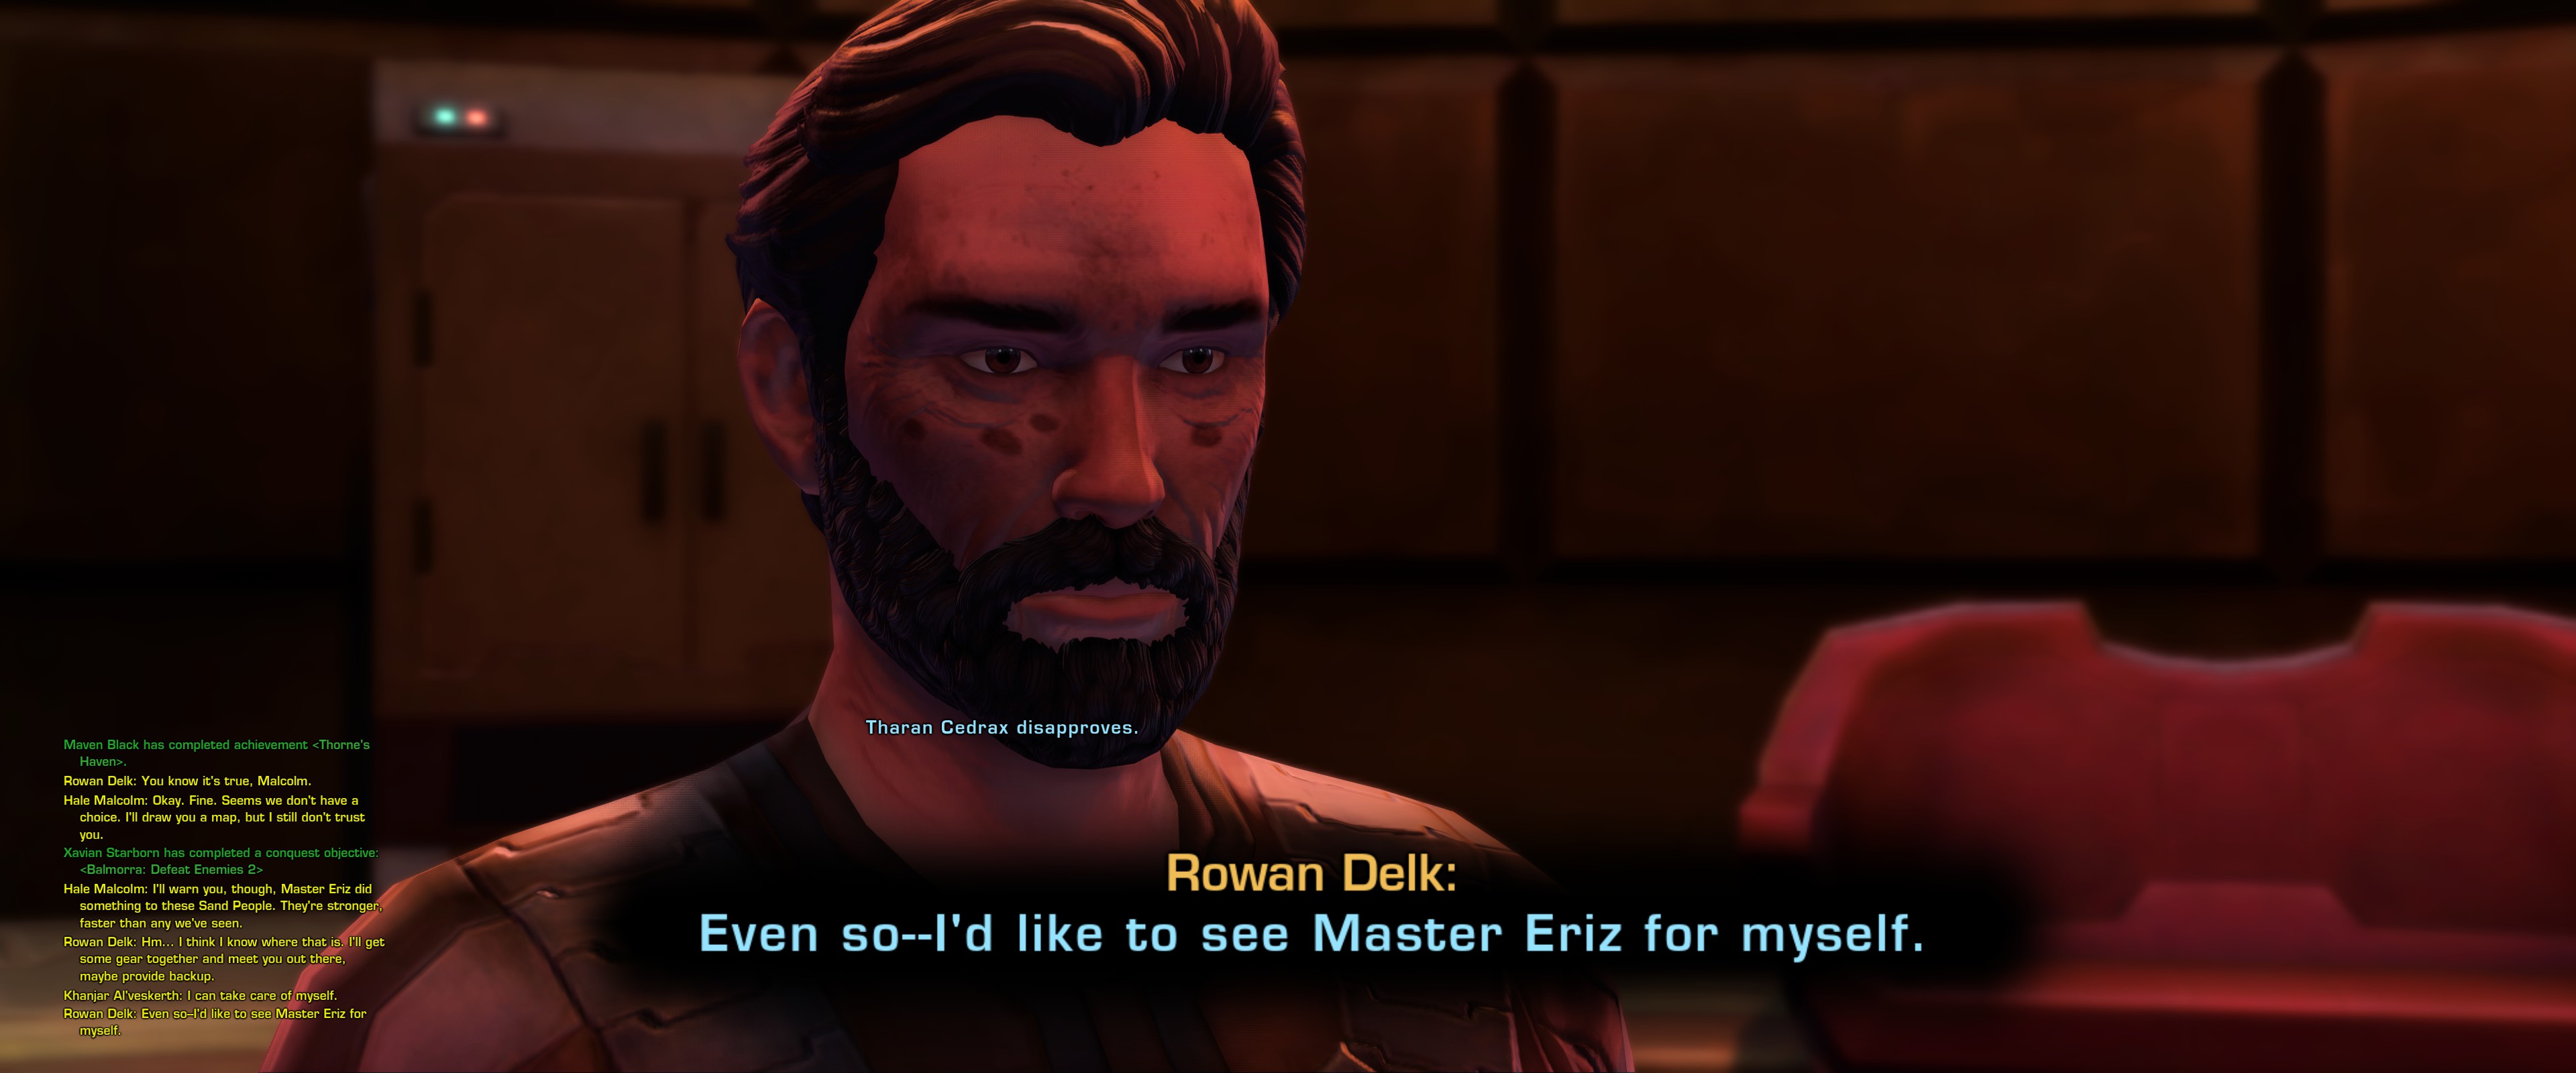 Tharan Cedrax disapproves.
Maven Black has completed achievement <Thorne's
Haven>.
Rowan Delk: You know it's true, Malcolm.
Hale Malcolm: Okay. Fine. Seems we don't have a
choice. I'll draw you a map, but I still don't trust
you.
Xavian Starborn has completed a conquest objective:
<Balmorra: Defeat Enemies 2>
Hale Malcolm: I'll warn you, though, Master Eriz did
something to these Sand People. They're stronger,
faster than any we've seen.
Rowan Delk: Hm... I think I know where that is. I'll get
some gear together and meet you out there,
maybe provide backup.
Khanjar Al'veskerth: I can take care of myself.
Rowan Delk: Even so--I'd like to see Master Eriz for
myself.
Rowan Delk:
Even so--I'd like to see Master Eriz for myself.